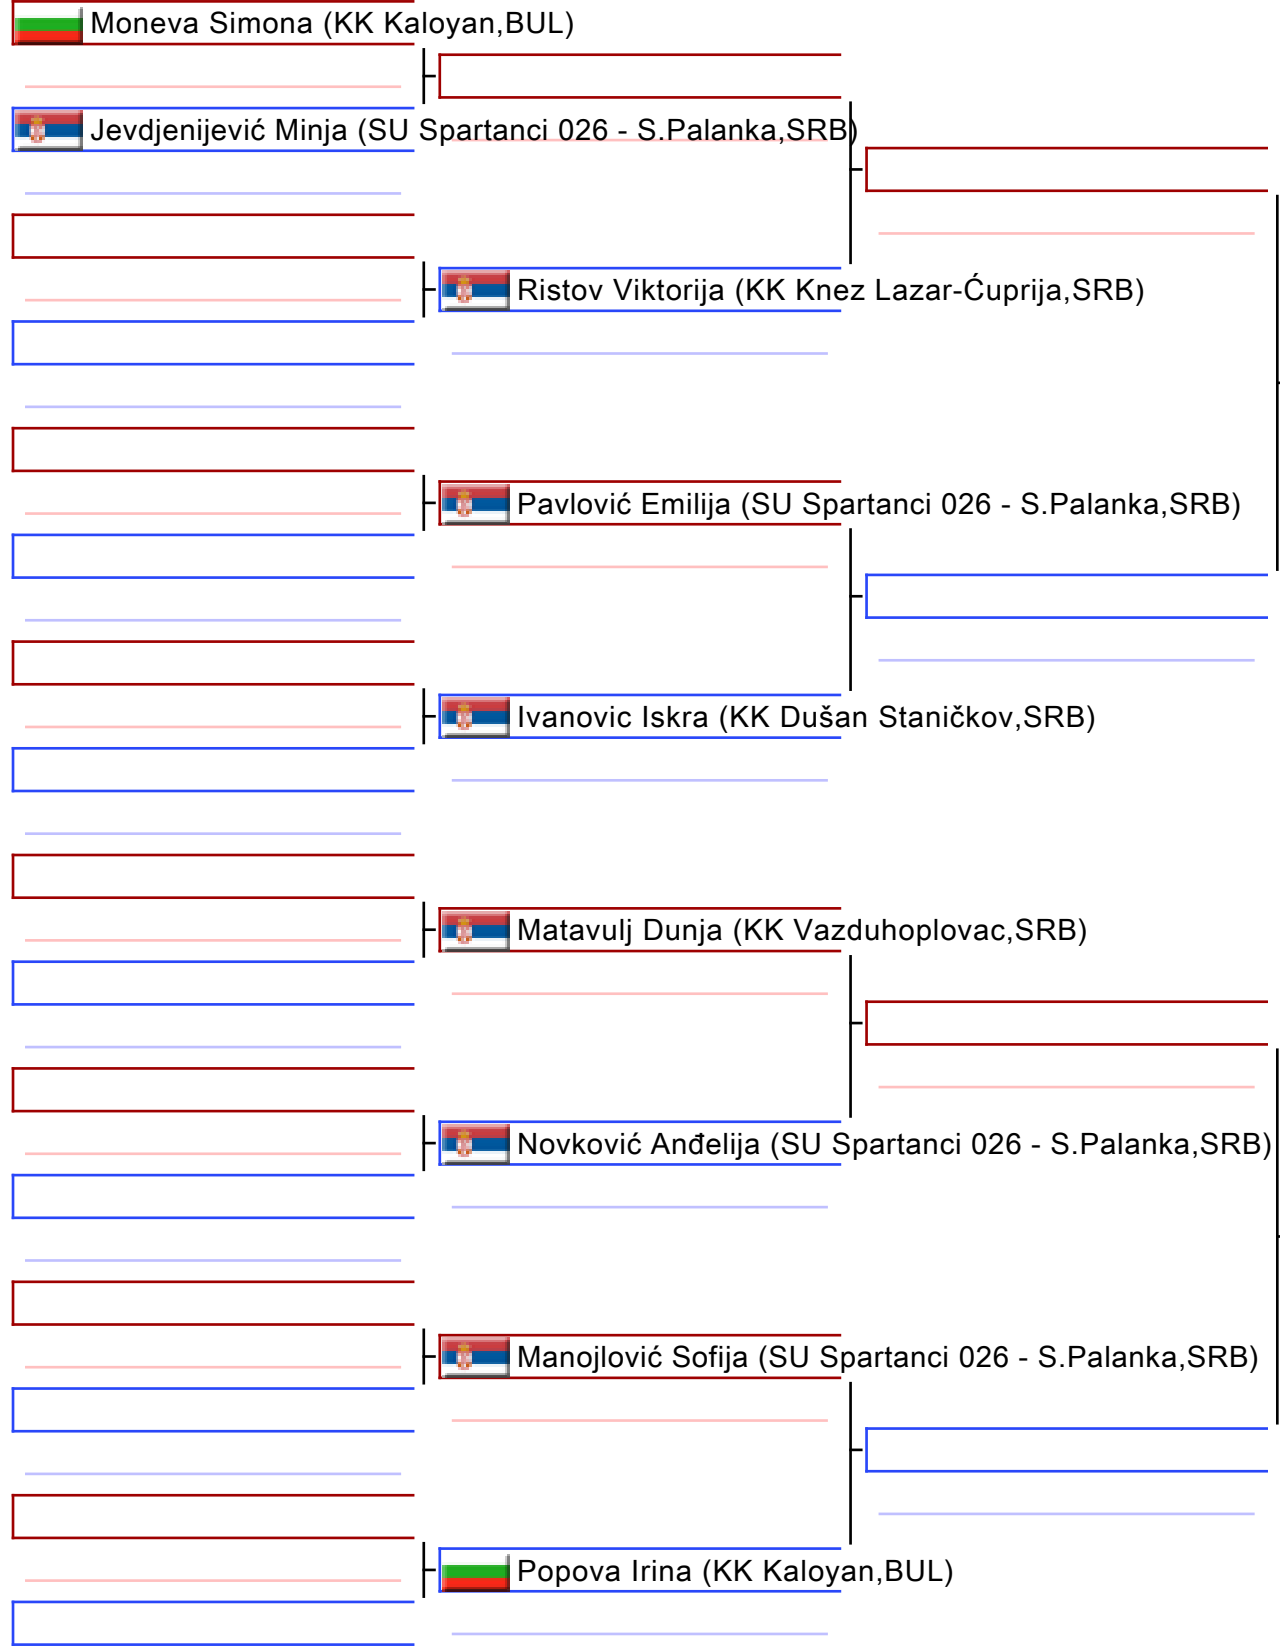 Moneva Simona (KK Kaloyan,BUL)
Jevdjenijević Minja (SU Spartanci 026 - S.Palanka,SRB)
Ristov Viktorija (KK Knez Lazar-Ćuprija,SRB)
Pavlović Emilija (SU Spartanci 026 - S.Palanka,SRB)
Ivanovic Iskra (KK Dušan Staničkov,SRB)
Matavulj Dunja (KK Vazduhoplovac,SRB)
Novković Anđelija (SU Spartanci 026 - S.Palanka,SRB)
Manojlović Sofija (SU Spartanci 026 - S.Palanka,SRB)
Popova Irina (KK Kaloyan,BUL)